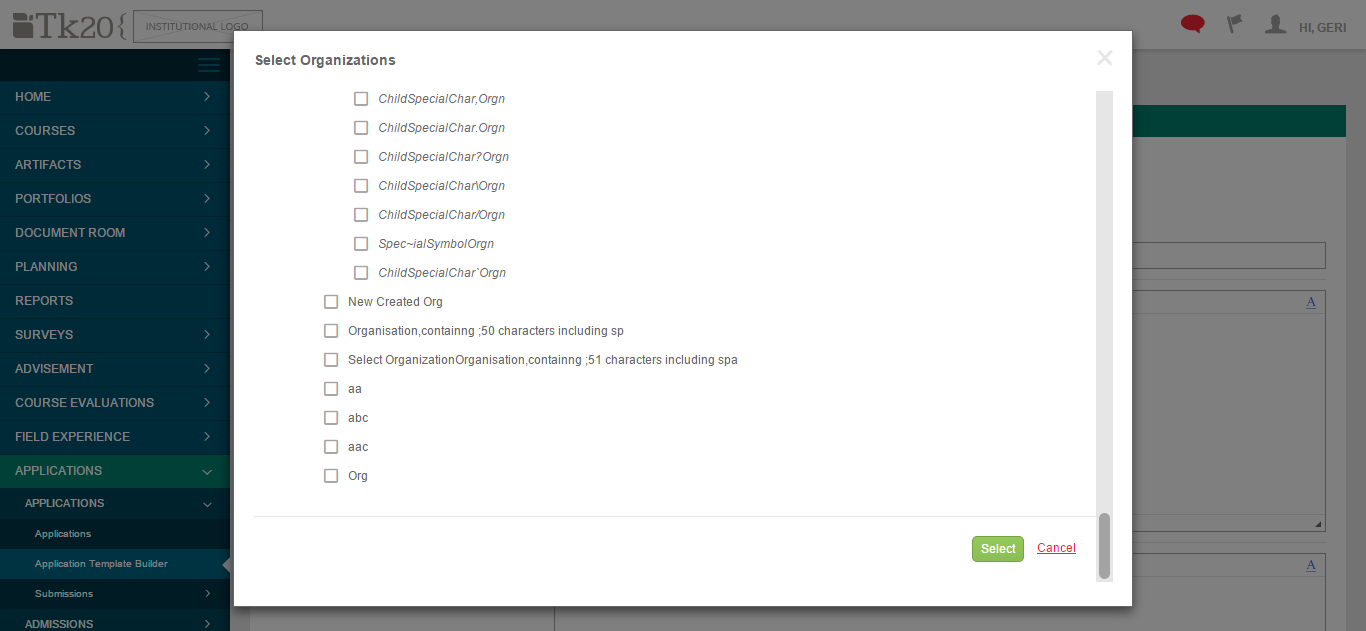 Tk20{
INSTITUTIONAL LOGO
HI, GERI
HOME
COURSES
ARTIFACTS
PORTFOLIOS
DOCUMENT ROOM
PLANNING
REPORTS
SURVEYS
ADVISEMENT
COURSE EVALUATIONS
FIELD EXPERIENCE
APPLICATIONS
APPLICATIONS
Applications
Application Template Builder
Submissions
ADMISSIONS
Select Organizations
ChildSpecialChar,Orgn
ChildSpecialChar.Orgn
ChildSpecialChar?Orgn
ChildSpecialChar\Orgn
ChildSpecialChar/Orgn
Spec~ialSymbolOrgn
ChildSpecialChar`Orgn
New Created Org
Organisation,containng ;50 characters including sp
Select OrganizationOrganisation,containng ;51 characters including spa
aa
abc
aac
Org
Select Cancel
A
A